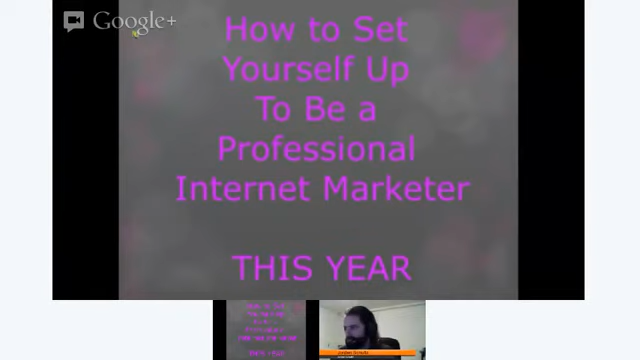 Google+
How to Set
Yourself Up
To Be a
Professional
Internet Marketer
THIS YEAR